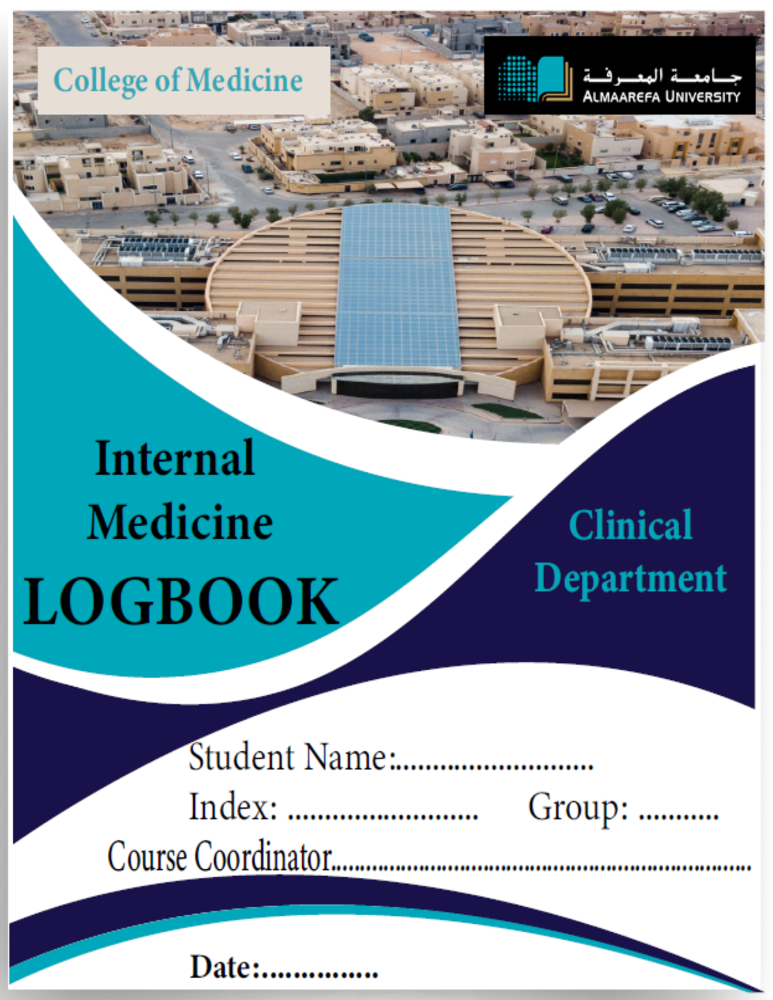 College of Medicine
جامعة المعرفة
ALMAAREFA UNIVERSITY
Internal
Medicine
LOGBOOK
Clinical
Department
Student Name:...........................
Index: .......................... Group: ...........
Course Coordinator..........................................................................
Date:...............